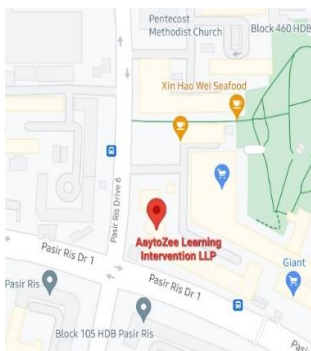 Pentecost
Methodist Church
Block 460 HDB
Xin Hao Wei Seafood
Pasir Ris Drive 6
AaytoZee Learning
Intervention LLP
Pasir Ris Dr 1
Giant
Pasir Ris
Pasir Ris Dr 1
Block 105 HDB Pasir Ris
Pasi